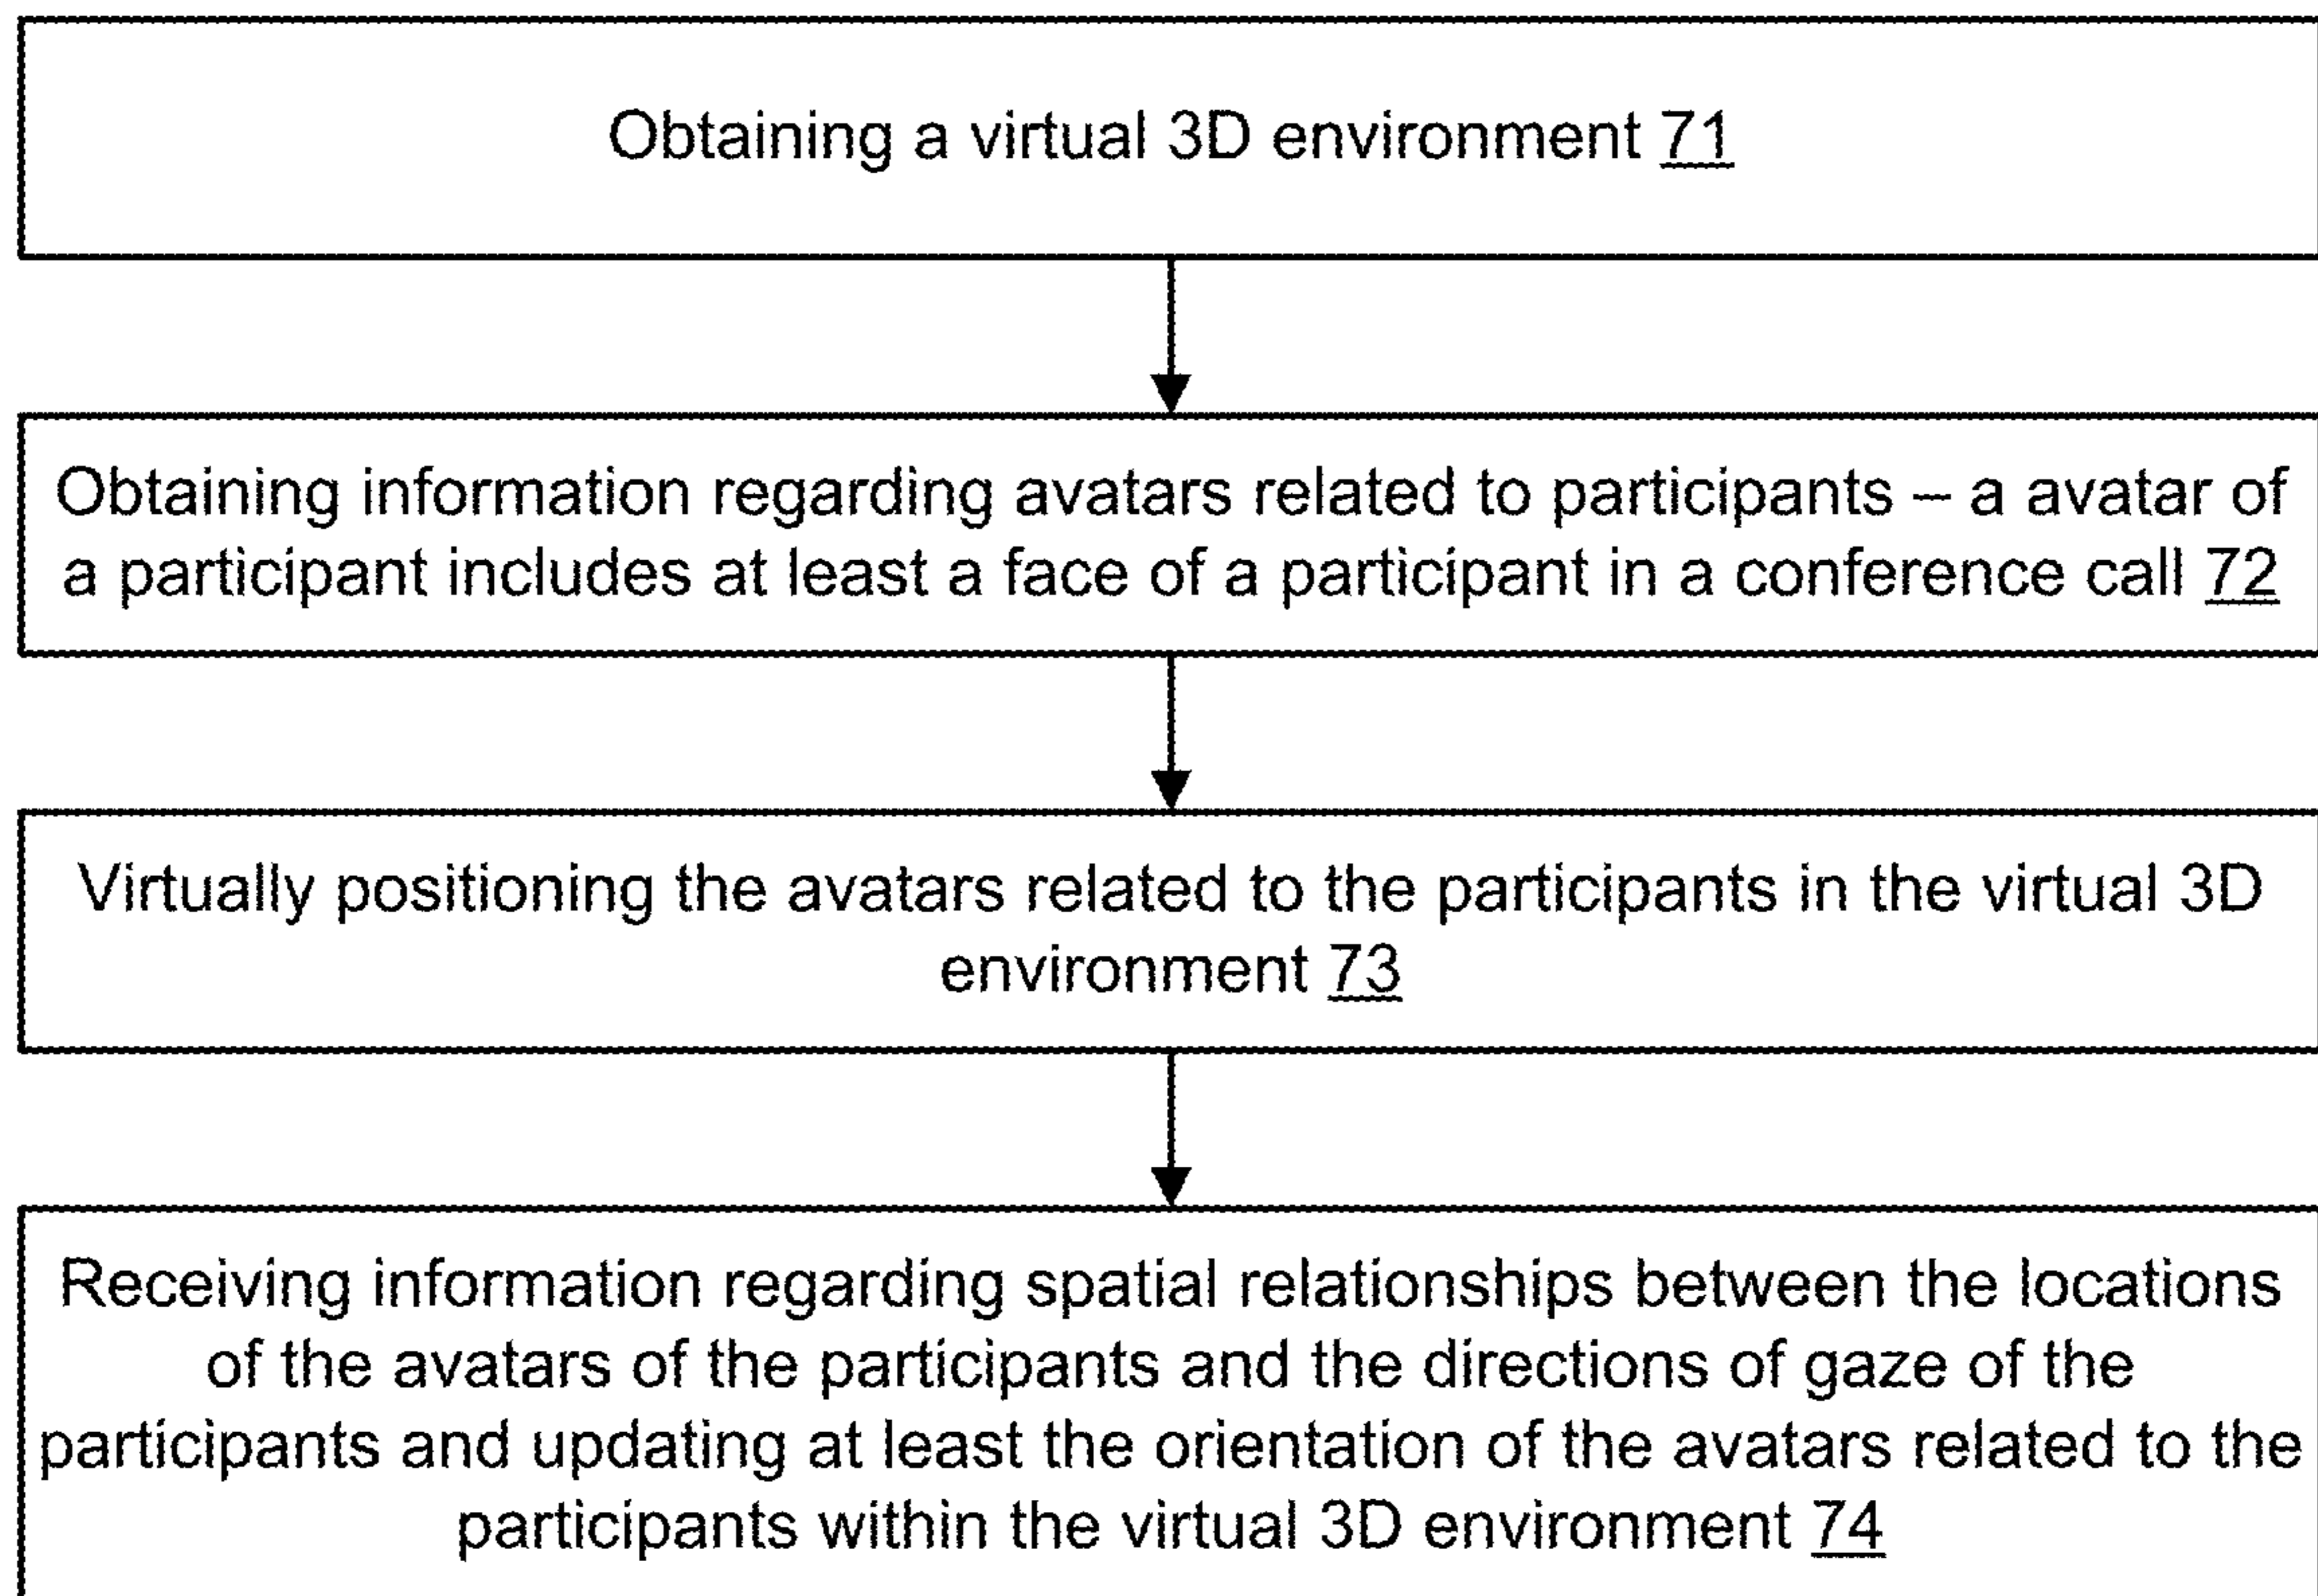 Obtaining a virtual 3D environment 71
Obtaining information regarding avatars related to participants – a avatar of
a participant includes at least a face of a participant in a conference call 72
Virtually positioning the avatars related to the participants in the virtual 3D
environment 73
Receiving information regarding spatial relationships between the locations
of the avatars of the participants and the directions of gaze of the
participants and updating at least the orientation of the avatars related to the
participants within the virtual 3D environment 74